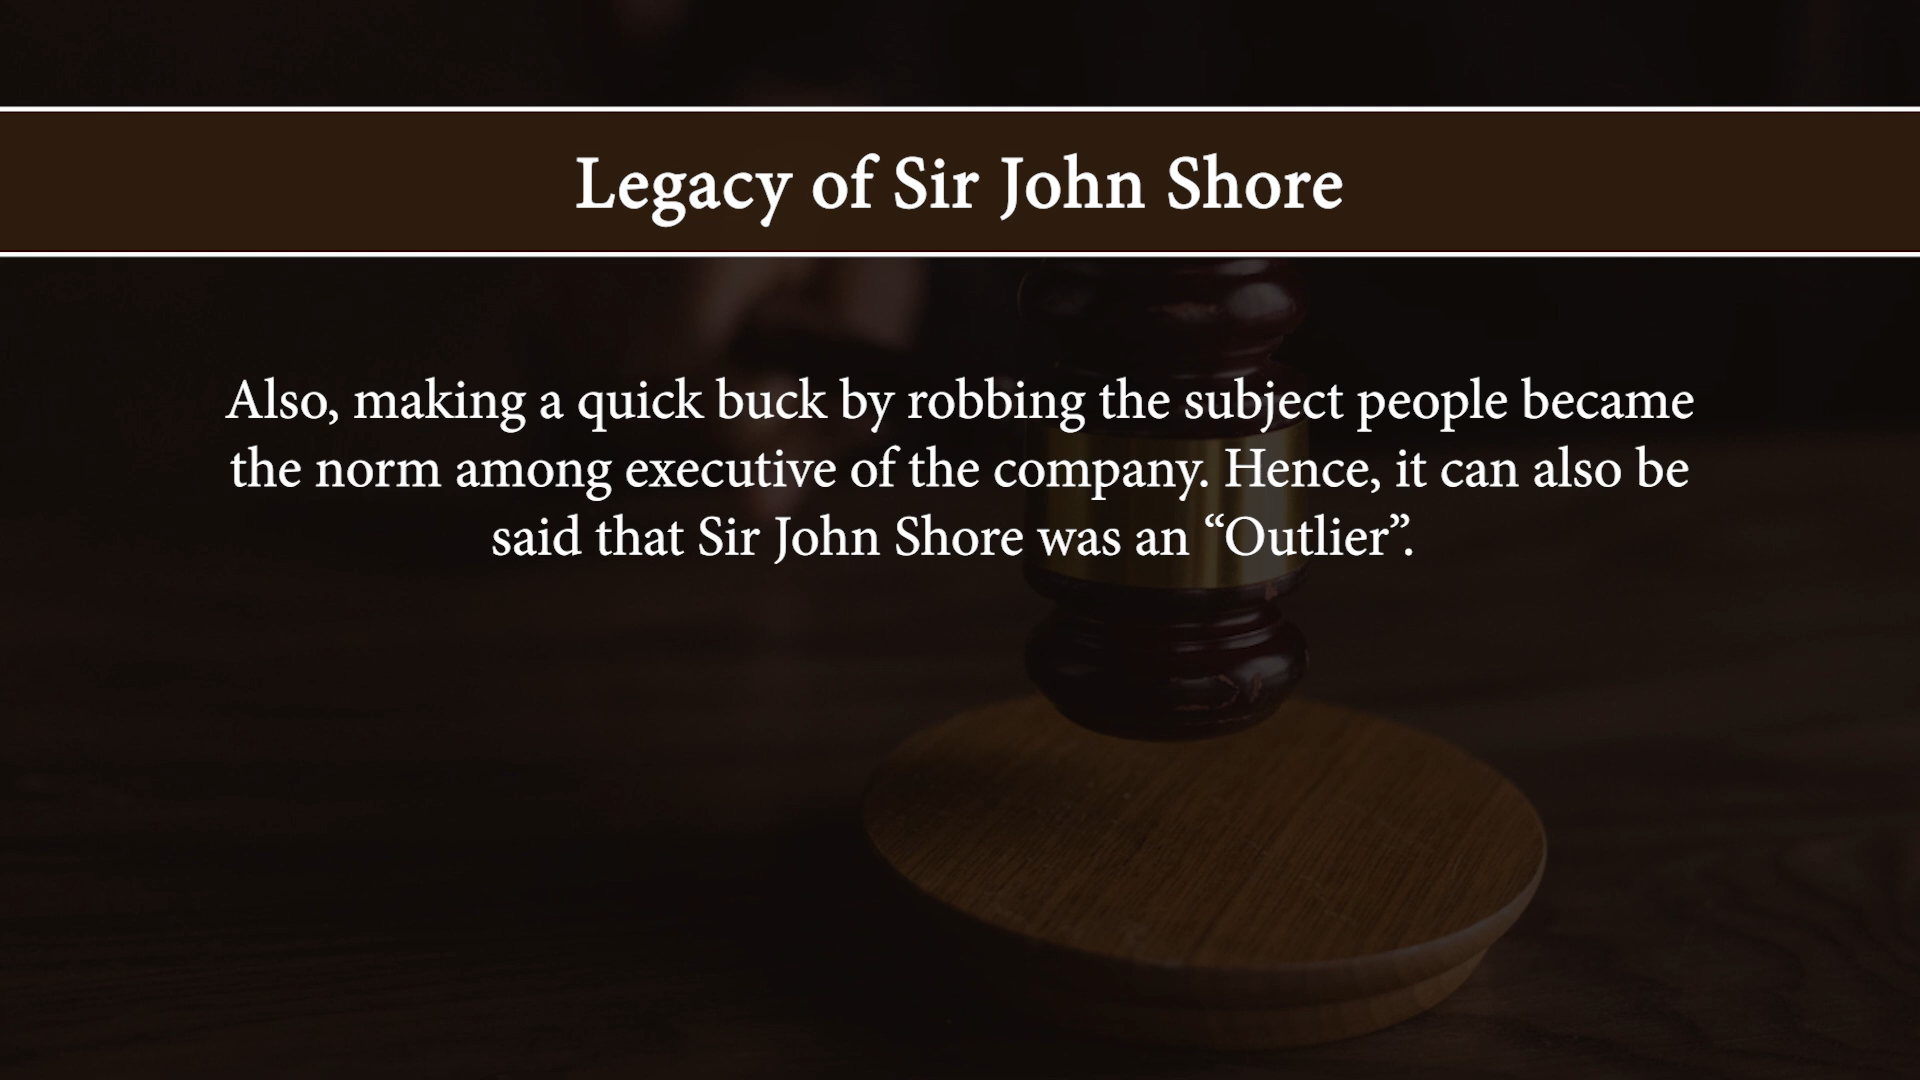 Legacy of Sir John Shore
Also, making a quick buck by robbing the subject people became
the norm among executive of the company. Hence, it can also be
said that Sir John Shore was an “Outlier”.